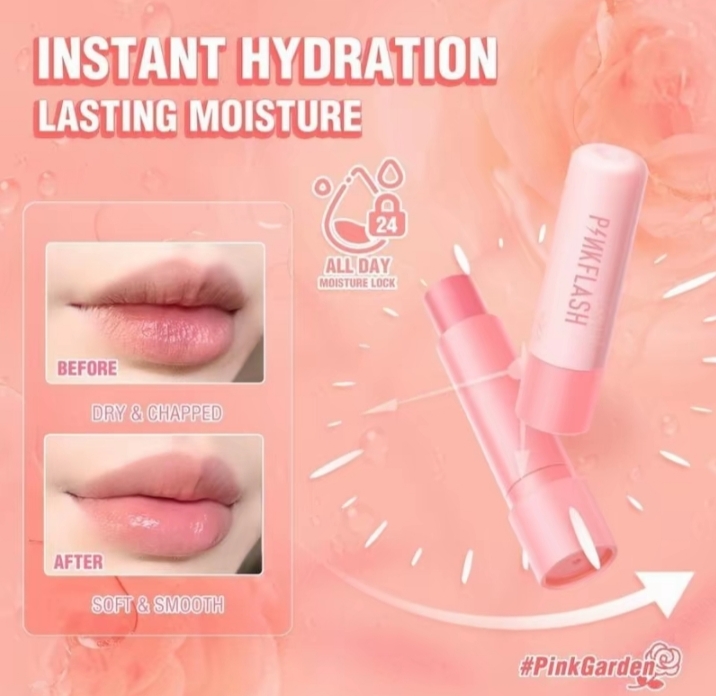 INSTANT HYDRATION
LASTING MOISTURE
24
ALL DAY
MOISTURE LOCK
PINKFLASH
BEFORE
DRY & CHAPPED
AFTER
SOFT & SMOOTH
#PinkGarden